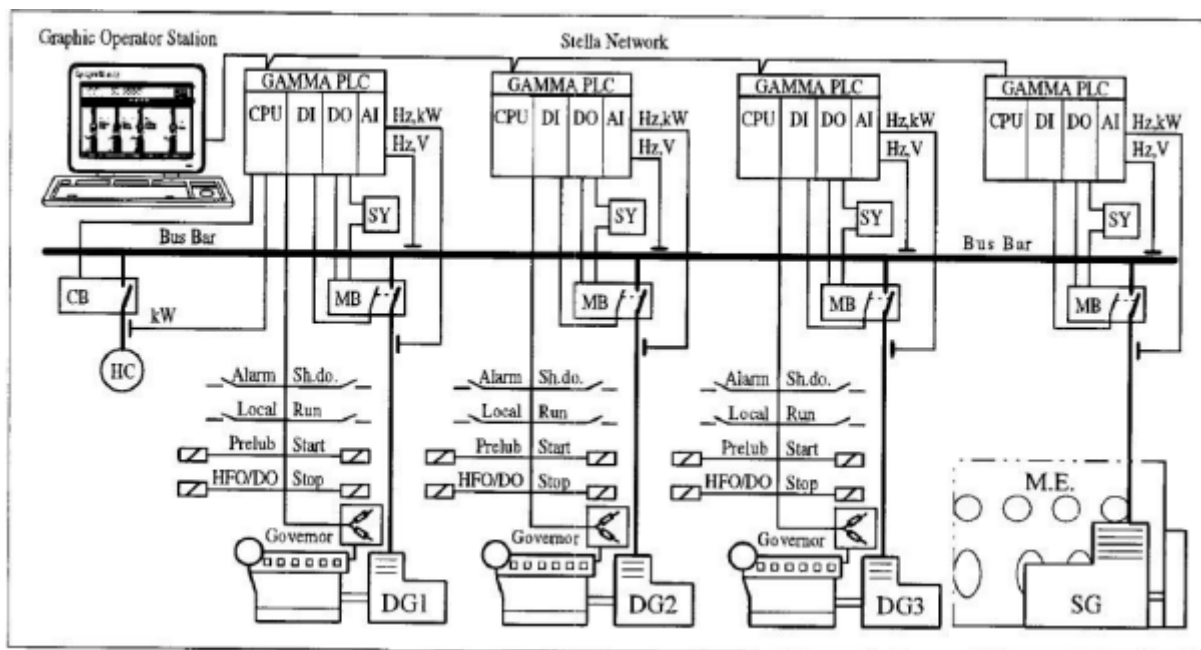 Graphic Operator Station
Stella Network
GAMMA PLC
GAMMA PLC
GAMMA PLC
GAMMA PLC
CPU DI DO AI Hz,kW
CPU DI DO AI Hz,kW
CPU DI DO AI Hz,kW
DI DO AI Hz,kW
Hz,V
Hz,V
Hz,V
Hz,V
SY
SY
SY
SY
Bus Bar
Bus Bar
CB
MB
MB
MB
MB
kW
HC
Alarm Sh.do.
Alarm Sh.do.
Alarm Sh.do.
Local Run
Local Run
Local Run
Prelub Start
Prelub Start
Prelub Start
HFO/DO Stop
HFO/DO Stop
HFO/DO Stop
M.E.
Governor
Governor
Governor
DG1
DG2
DG3
SG